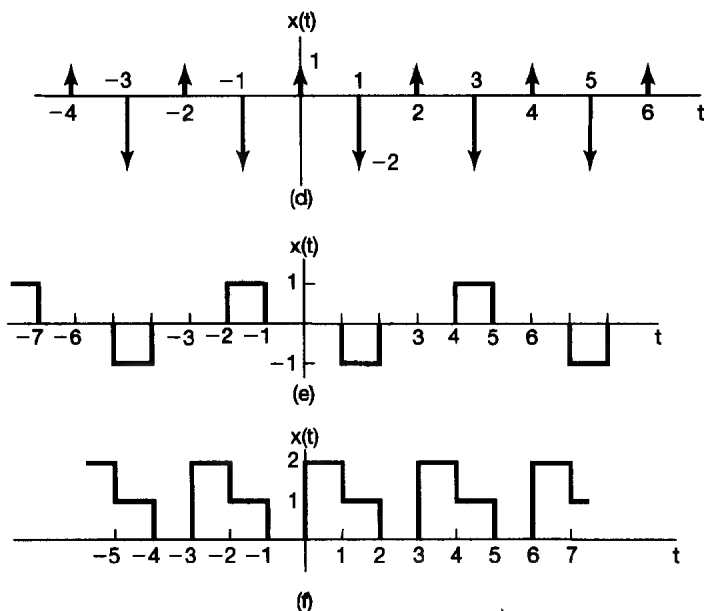 x(t)
1
-3 -1 1 3 5
-4 -2 2 4 6 t
-2
(d)
x(t)
1
-7 -6 -3 -2 -1 3 4 5 6 t
-1
(e)
x(t)
2
1
-5 -4 -3 -2 -1 1 2 3 4 5 6 7 t
(f)